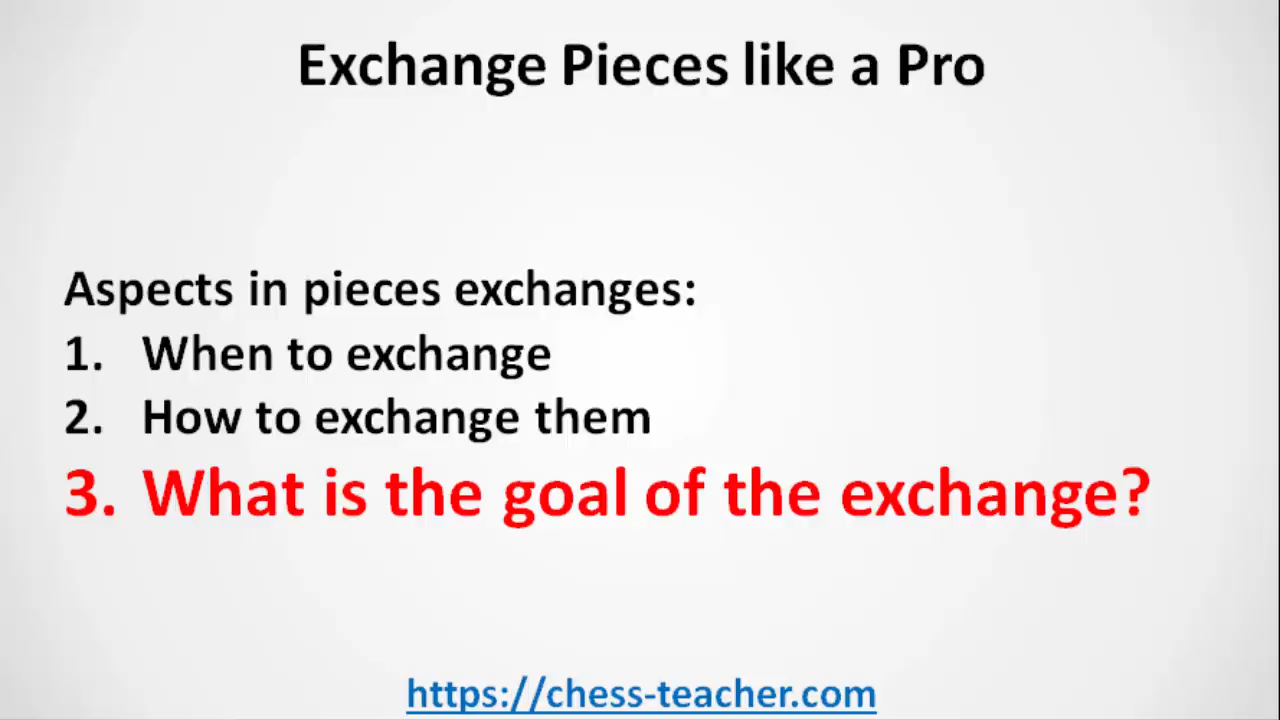 Exchange Pieces like a Pro
Aspects in pieces exchanges:
1. When to exchange
2. How to exchange them
3. What is the goal of the exchange?
https://chess-teacher.com